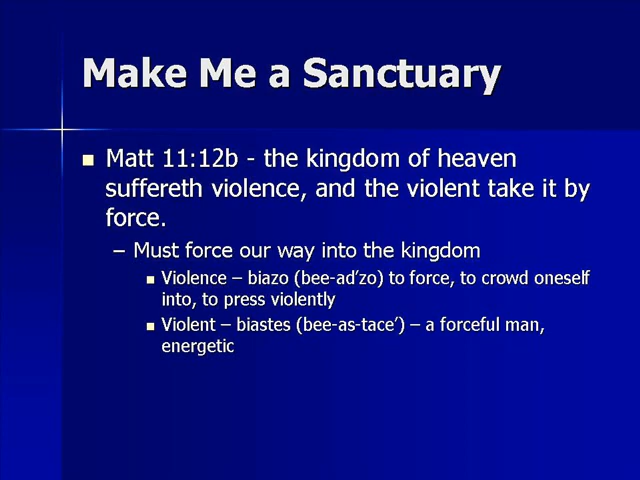 Make Me a Sanctuary
Matt 11:12b - the kingdom of heaven
suffereth violence, and the violent take it by
force.
– Must force our way into the kingdom
Violence – biazo (bee-ad’zo) to force, to crowd oneself
into, to press violently
Violent – biastes (bee-as-tace’) – a forceful man,
energetic